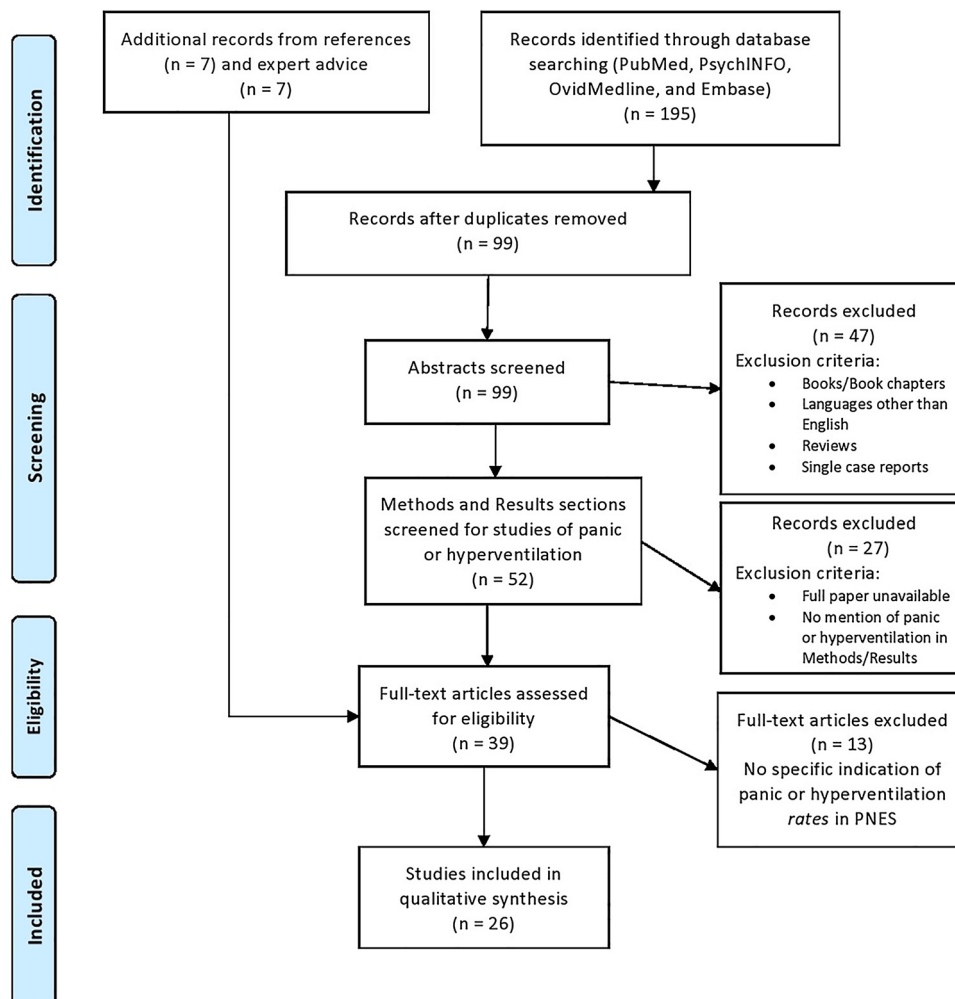 Identification
Additional records from references
(n = 7) and expert advice
(n = 7)
Records identified through database
searching (PubMed, PsychINFO,
OvidMedline, and Embase)
(n = 195)
Records after duplicates removed
(n = 99)
Screening
Abstracts screened
(n = 99)
Records excluded
(n = 47)
Exclusion criteria:
• Books/Book chapters
• Languages other than
English
• Reviews
• Single case reports
Methods and Results sections
screened for studies of panic
or hyperventilation
(n = 52)
Records excluded
(n = 27)
Exclusion criteria:
• Full paper unavailable
• No mention of panic
or hyperventilation in
Methods/Results
Eligibility
Full-text articles assessed
for eligibility
(n = 39)
Full-text articles excluded
(n = 13)
No specific indication of
panic or hyperventilation
rates in PNES
Included
Studies included in
qualitative synthesis
(n = 26)